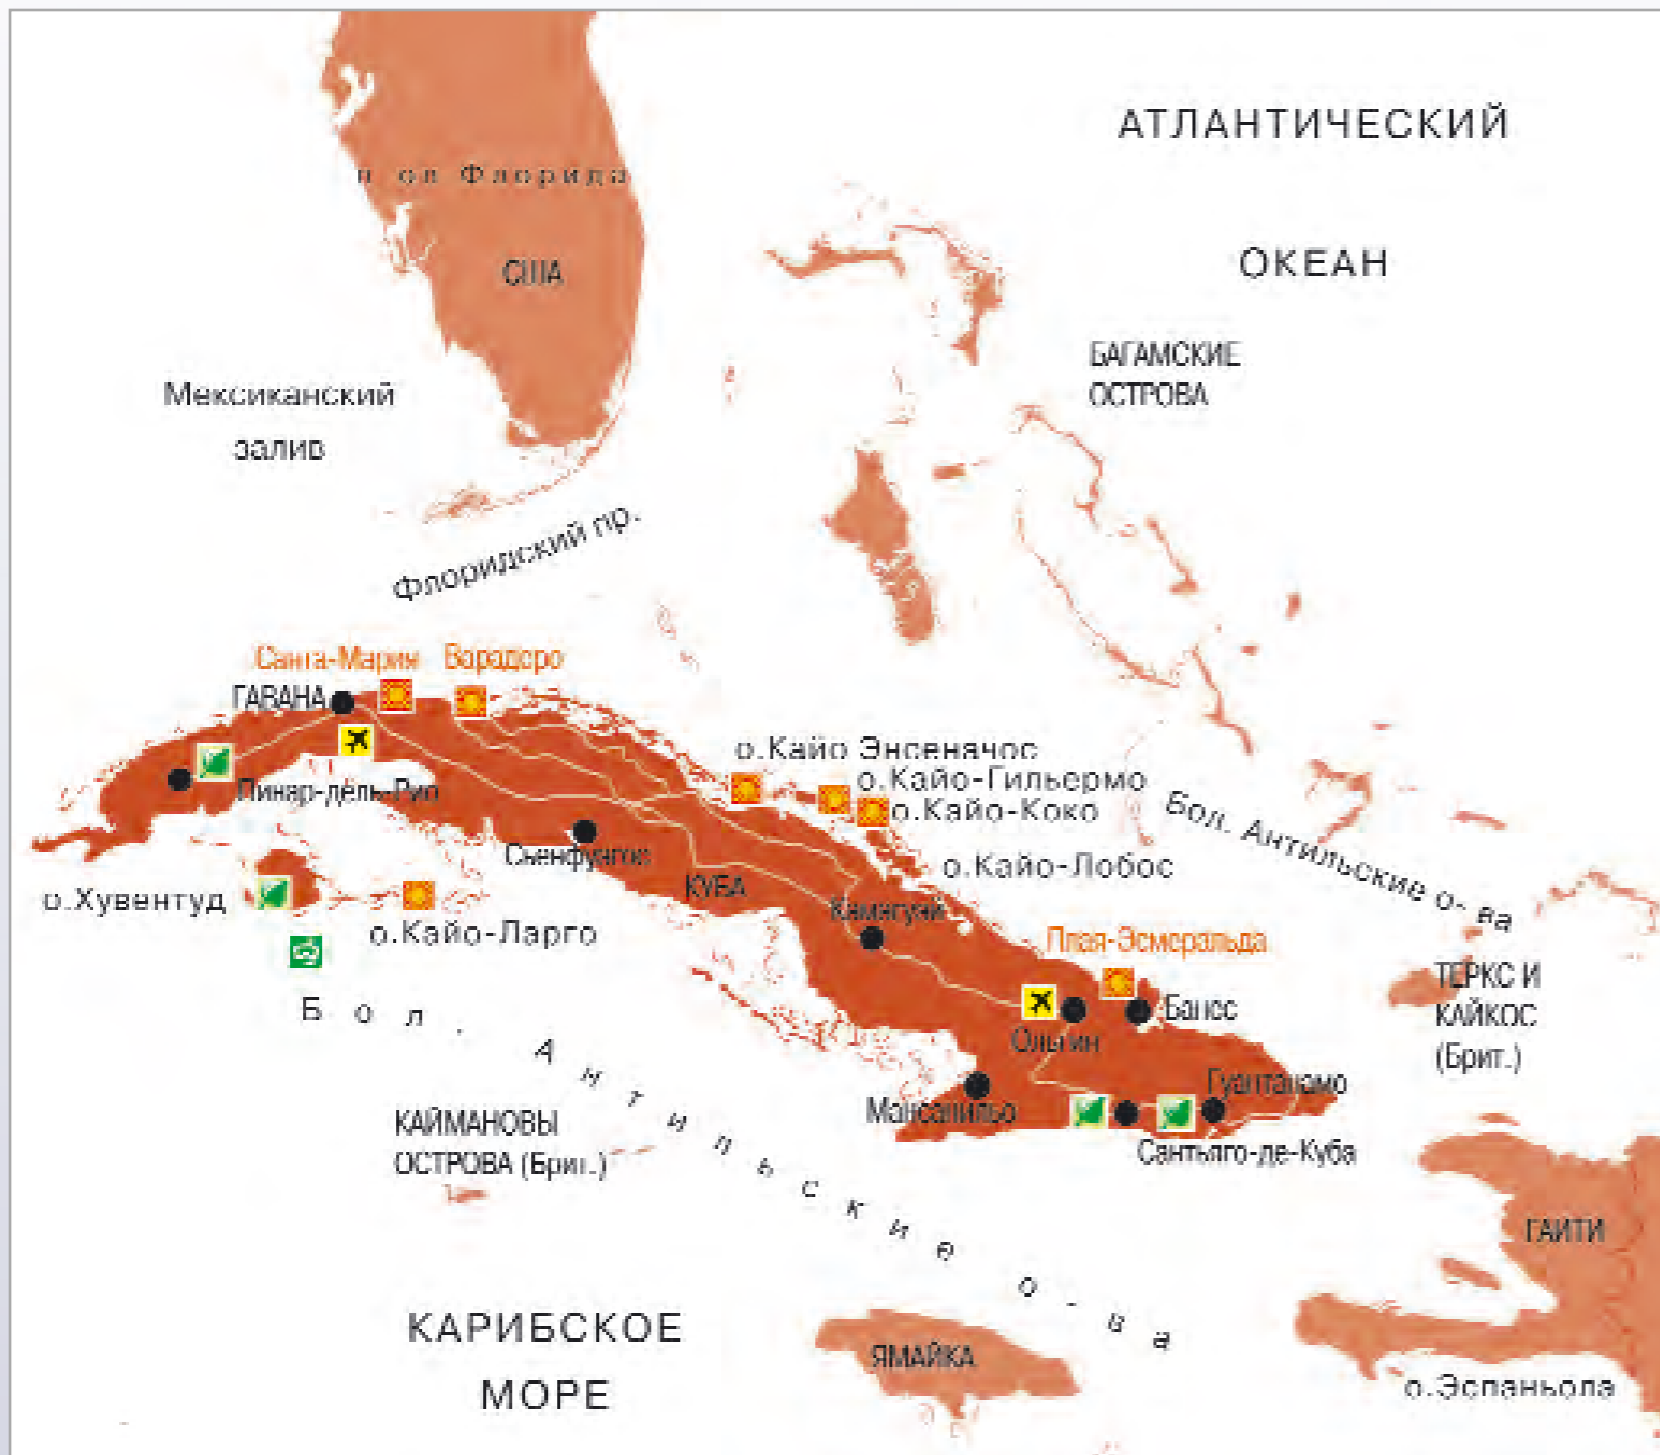 АТЛАНТИЧЕСКИЙ
ОКЕАН
п ол Флорида
США
БАГАМСКИЕ
ОСТРОВА
Мексиканский
залив
Флоридский пр.
Санта-Мария
Варадеро
ГАВАНА
Пинар-дель-Рио
о.Кайо Энсеначос
о.Кайо-Гильермо
о.Кайо-Коко
о.Кайо-Лобос
Бол. Антильские о- ва
Сьенфуэгос
КУБА
о.Хувентуд
о.Кайо-Ларго
Камагуэй
Плая-Эсмеральда
Банес
Ольгин
ТЕРКС И
КАЙКОС
(Брит.)
Бол. Антильские о-ва
Гуантанамо
Мансанильо
Сантьяго-де-Куба
КАЙМАНОВЫ
ОСТРОВА (Брит.)
ГАИТИ
КАРИБСКОЕ
МОРЕ
ЯМАЙКА
о.Эспаньола